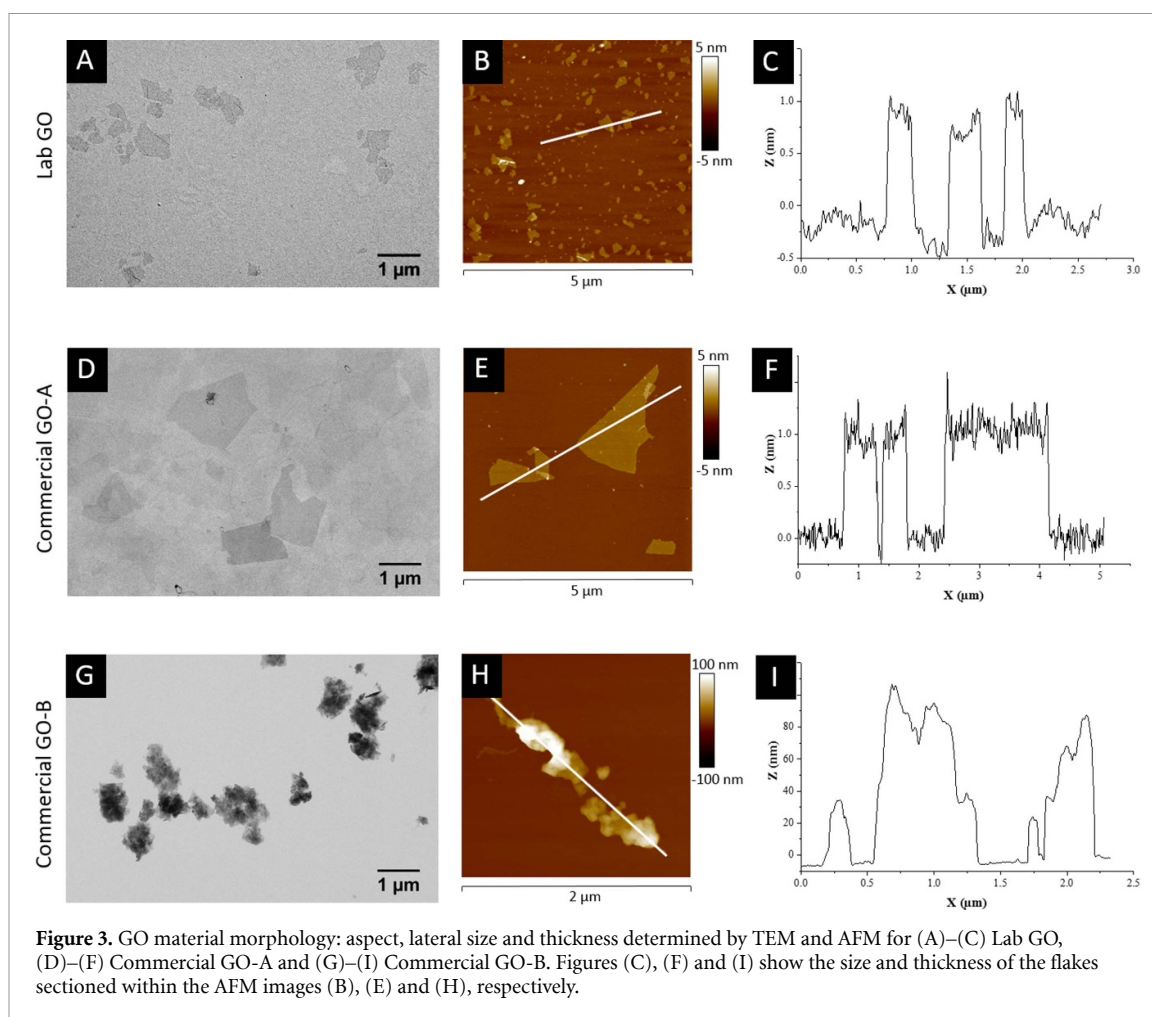 Lab GO
A
1 µm
B
5 nm
-5 nm
5 µm
C
Z (nm)
1.0
0.5
0.0
-0.5
0.0 0.5 1.0 1.5 2.0 2.5 3.0
X (µm)
Commercial GO-A
D
1 µm
E
5 nm
-5 nm
5 µm
F
Z (nm)
1.0
0.5
0.0
0 1 2 3 4 5
X (µm)
Commercial GO-B
G
1 µm
H
100 nm
-100 nm
2 µm
I
Z (nm)
80
60
40
20
0
0.0 0.5 1.0 1.5 2.0
X (µm)
Figure 3. GO material morphology: aspect, lateral size and thickness determined by TEM and AFM for (A)–(C) Lab GO,
(D)–(F) Commercial GO-A and (G)–(I) Commercial GO-B. Figures (C), (F) and (I) show the size and thickness of the flakes
sectioned within the AFM images (B), (E) and (H), respectively.